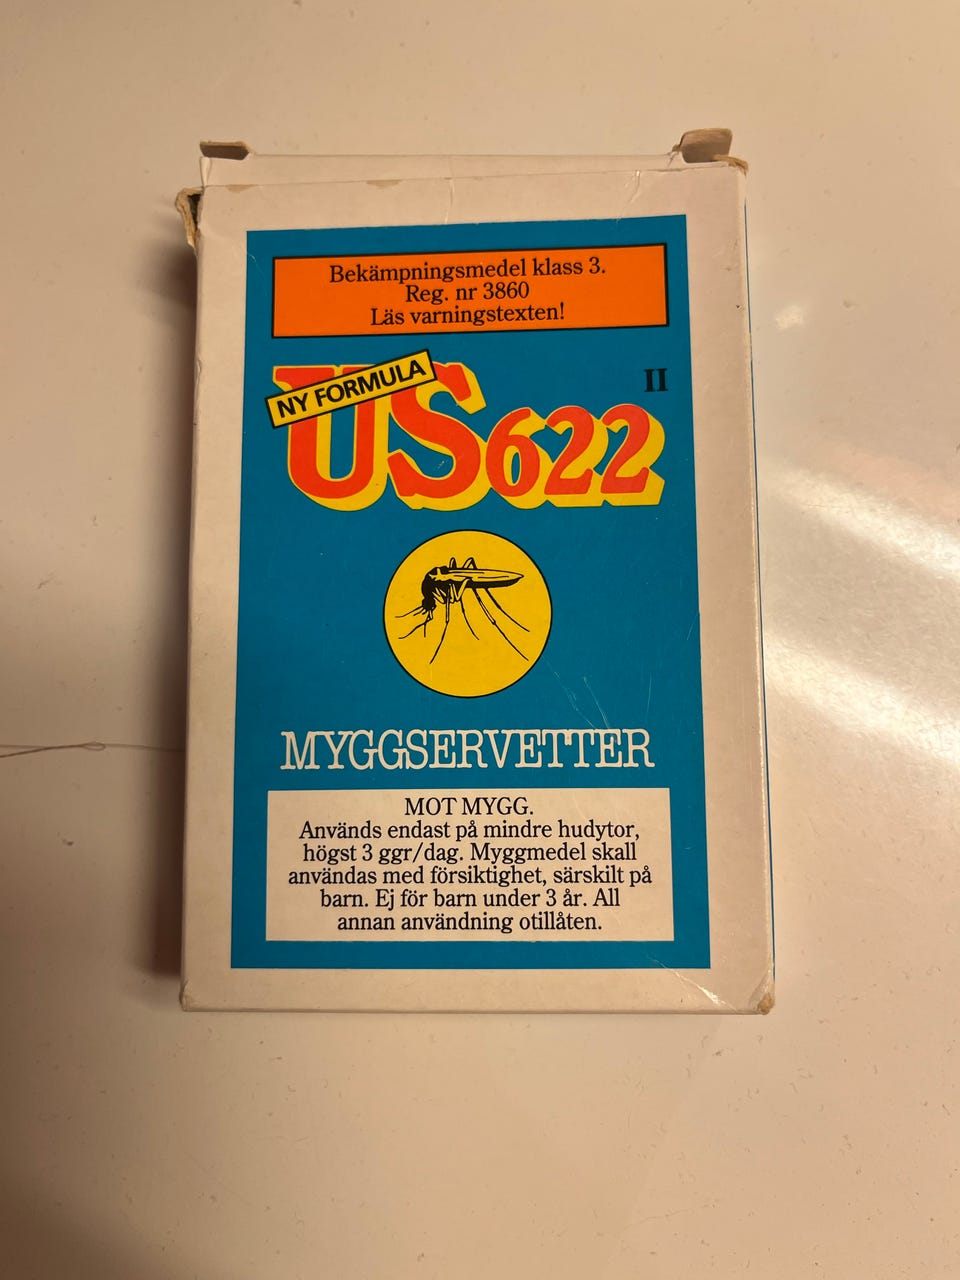 Bekämpningsmedel klass 3.
Reg. nr 3860
Läs varningstexten!
NY FORMULA
US622 II
MYGGSERVETTER
MOT MYGG.
Används endast på mindre hudytor,
högst 3 ggr/dag. Myggmedel skall
användas med försiktighet, särskilt på
barn. Ej för barn under 3 år. All
annan användning otillåten.